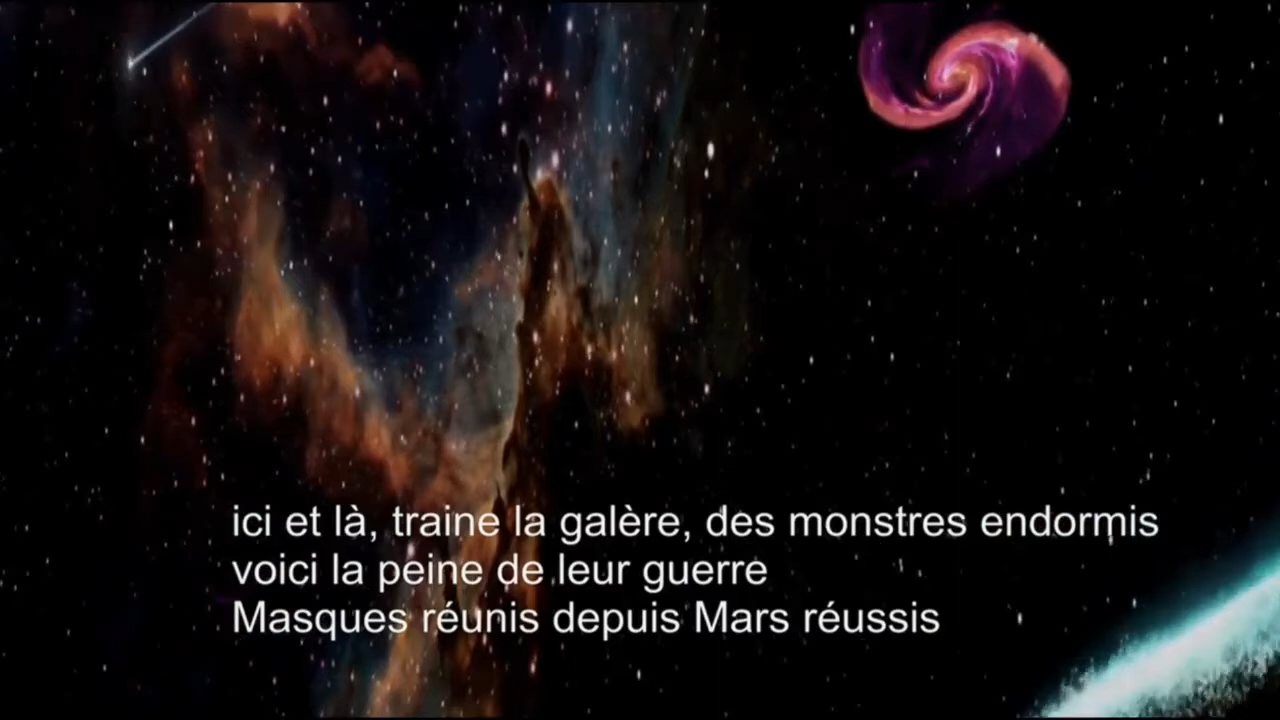 ici et là, traine la galère, des monstres endormis
voici la peine de leur guerre
Masques réunis depuis Mars réussis